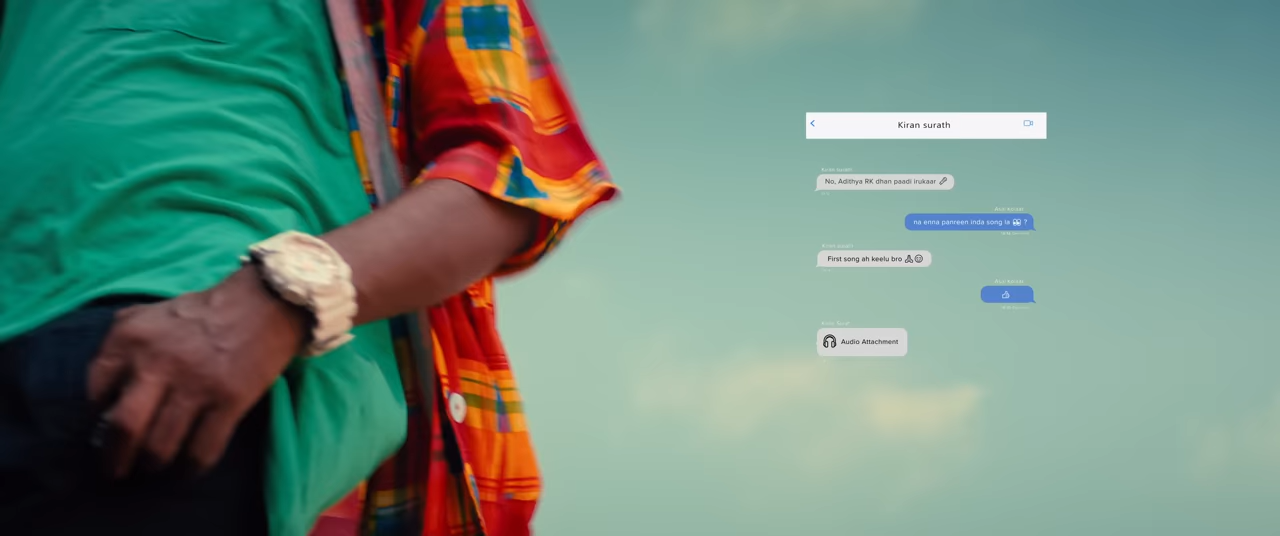 Kiran surath
No, Adithya RK dhan paadi irukaar
na enna panreen inda song la ?
First song ah keelu bro
Audio Attachment